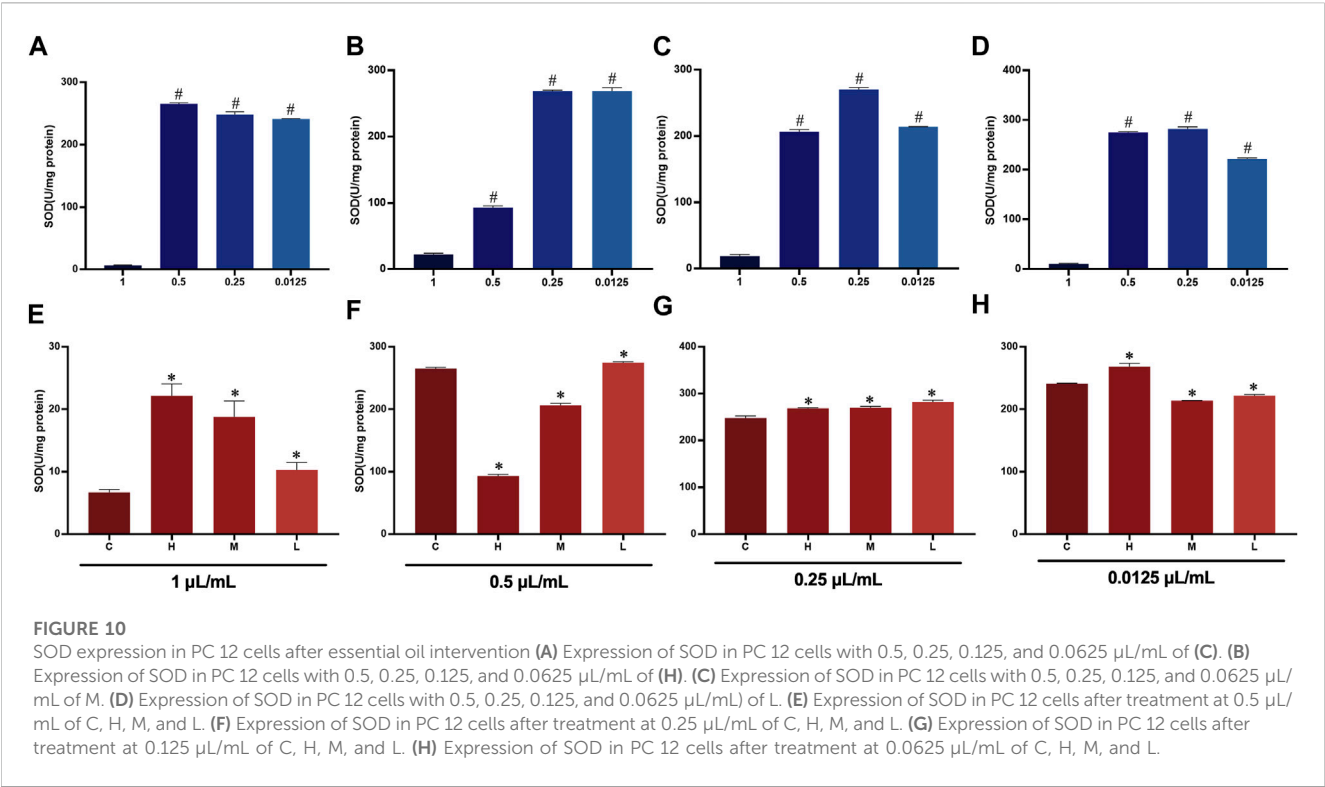 A
B
C
D
SOD(U/mg protein)
300
200
100
0
#
#
#
1
0.5
0.25
0.0125
SOD(U/mg protein)
300
200
100
0
#
#
#
1
0.5
0.25
0.0125
SOD(U/mg protein)
300
200
100
0
#
#
#
1
0.5
0.25
0.0125
SOD(U/mg protein)
400
300
200
100
0
#
#
#
1
0.5
0.25
0.0125
E
F
G
H
SOD(U/mg protein)
30
20
10
0
*
*
*
C
H
M
L
1 µL/mL
SOD(U/mg protein)
300
200
100
0
*
*
*
C
H
M
L
0.5 µL/mL
SOD(U/mg protein)
400
300
200
100
0
*
*
*
C
H
M
L
0.25 µL/mL
SOD(U/mg protein)
300
200
100
0
*
*
*
C
H
M
L
0.0125 µL/mL
FIGURE 10
SOD expression in PC 12 cells after essential oil intervention (A) Expression of SOD in PC 12 cells with 0.5, 0.25, 0.125, and 0.0625 µL/mL of (C). (B)
Expression of SOD in PC 12 cells with 0.5, 0.25, 0.125, and 0.0625 µL/mL of (H). (C) Expression of SOD in PC 12 cells with 0.5, 0.25, 0.125, and 0.0625 µL/
mL of M. (D) Expression of SOD in PC 12 cells with 0.5, 0.25, 0.125, and 0.0625 µL/mL) of L. (E) Expression of SOD in PC 12 cells after treatment at 0.5 µL/
mL of C, H, M, and L. (F) Expression of SOD in PC 12 cells after treatment at 0.25 µL/mL of C, H, M, and L. (G) Expression of SOD in PC 12 cells after
treatment at 0.125 µL/mL of C, H, M, and L. (H) Expression of SOD in PC 12 cells after treatment at 0.0625 µL/mL of C, H, M, and L.